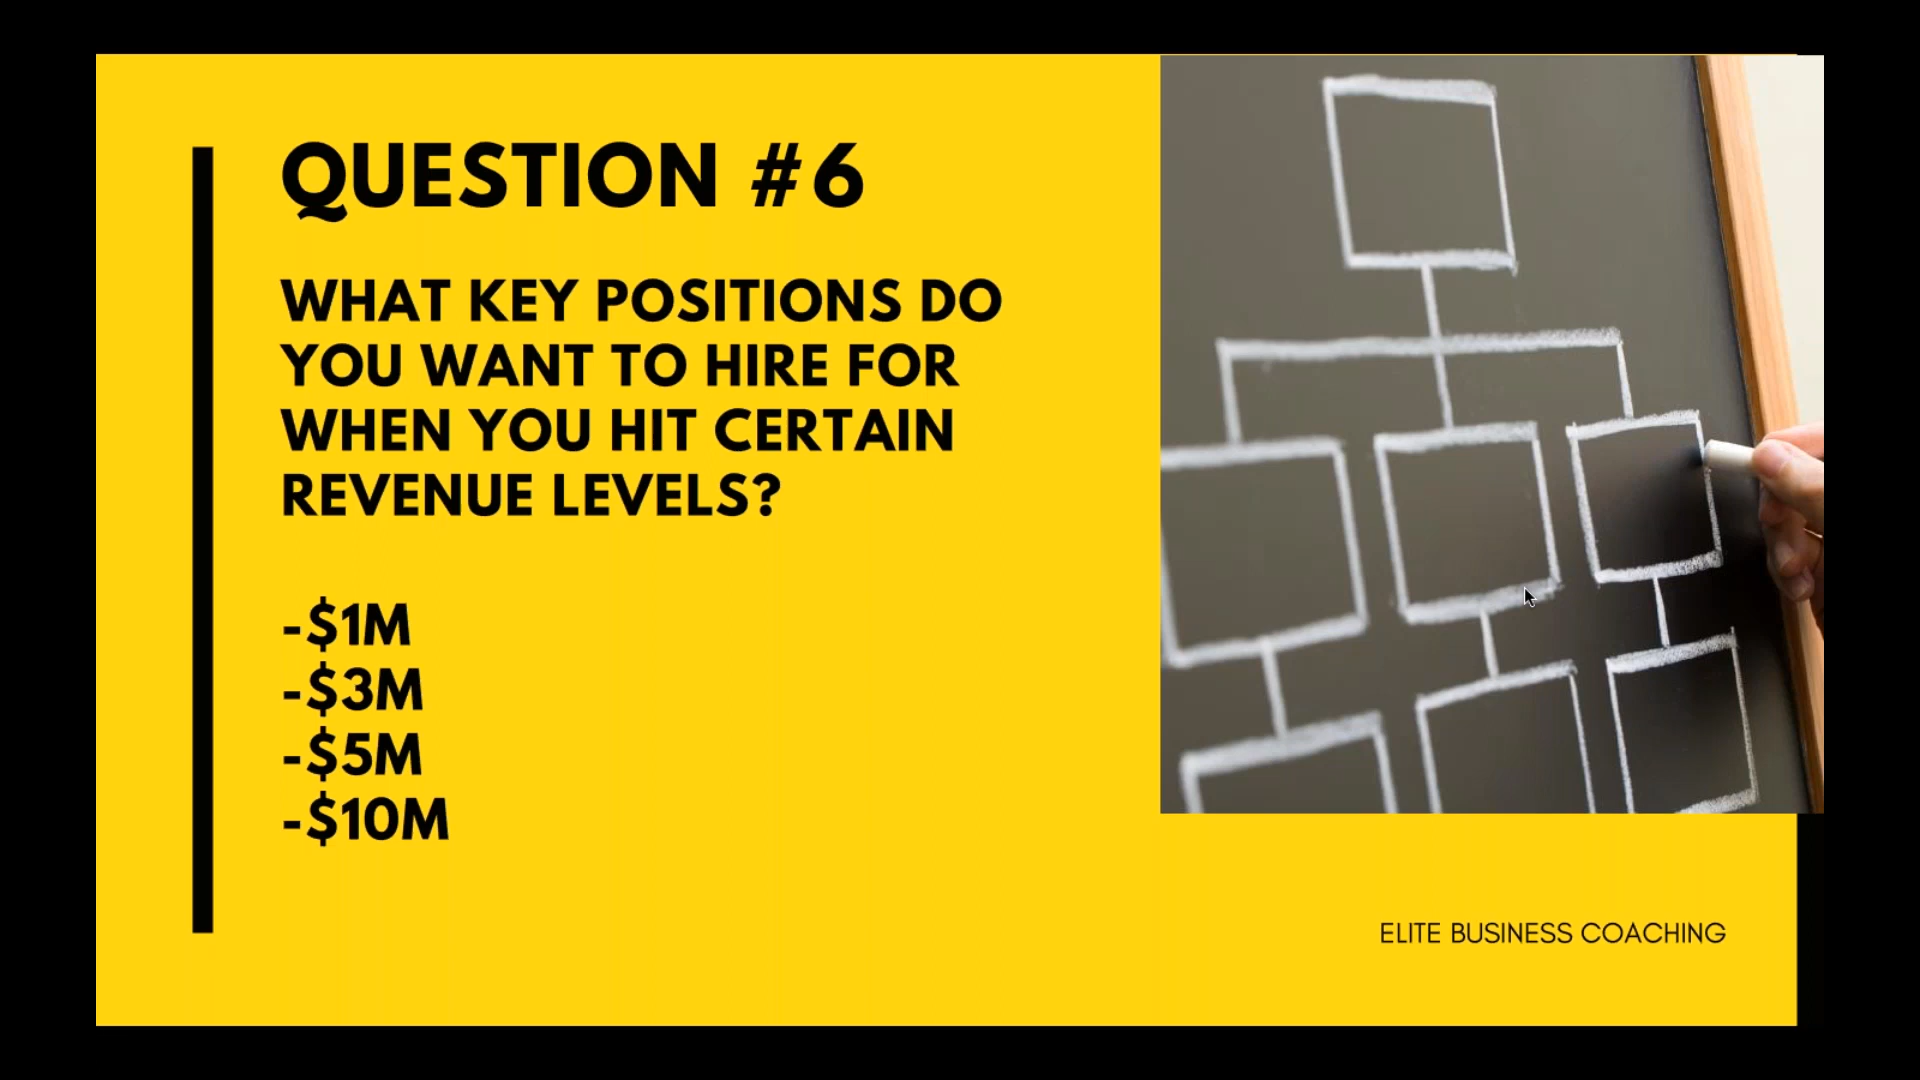 QUESTION #6
WHAT KEY POSITIONS DO
YOU WANT TO HIRE FOR
WHEN YOU HIT CERTAIN
REVENUE LEVELS?
-$1M
-$3M
-$5M
-$10M
ELITE BUSINESS COACHING